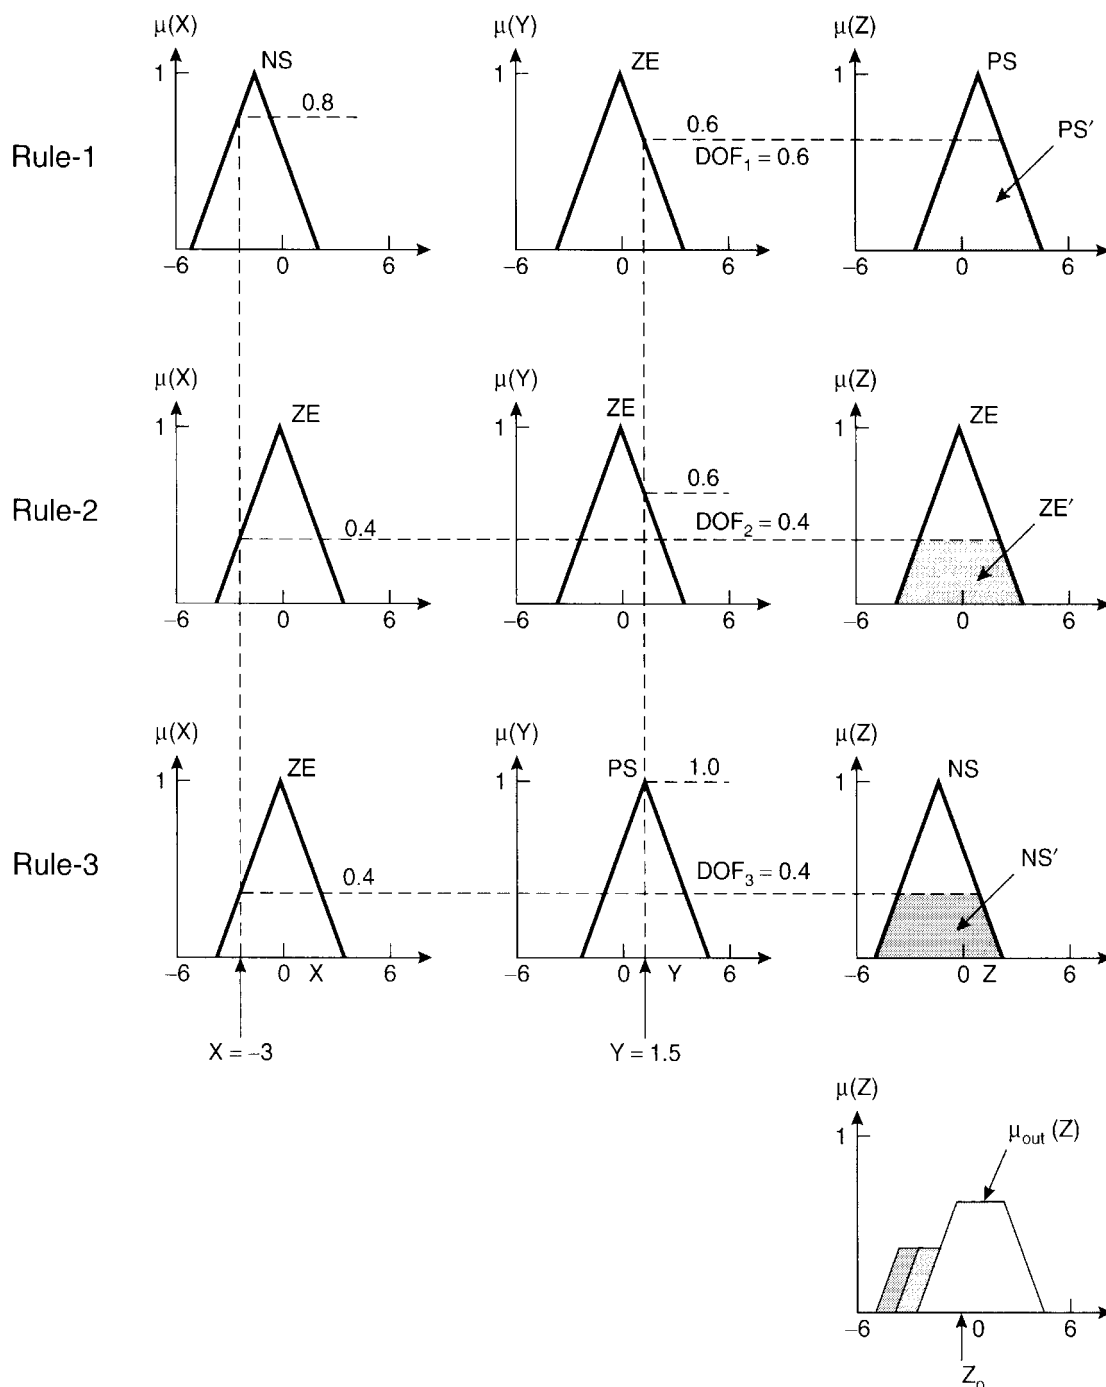 μ(X) μ(Y) μ(Z)
NS ZE PS
1 1 1
0.8 0.6 PS′
Rule-1 DOF₁ = 0.6
−6 0 6 −6 0 6 −6 0 6
μ(X) μ(Y) μ(Z)
ZE ZE ZE
1 1 1
0.6
Rule-2 0.4 DOF₂ = 0.4 ZE′
−6 0 6 −6 0 6 −6 0 6
μ(X) μ(Y) μ(Z)
ZE PS 1.0 NS
1 1 1
Rule-3 0.4 DOF₃ = 0.4 NS′
−6 0 X 6 −6 0 Y 6 −6 0 Z 6
X = −3 Y = 1.5
μ(Z)
1 μout (Z)
−6 0 6
Z₀